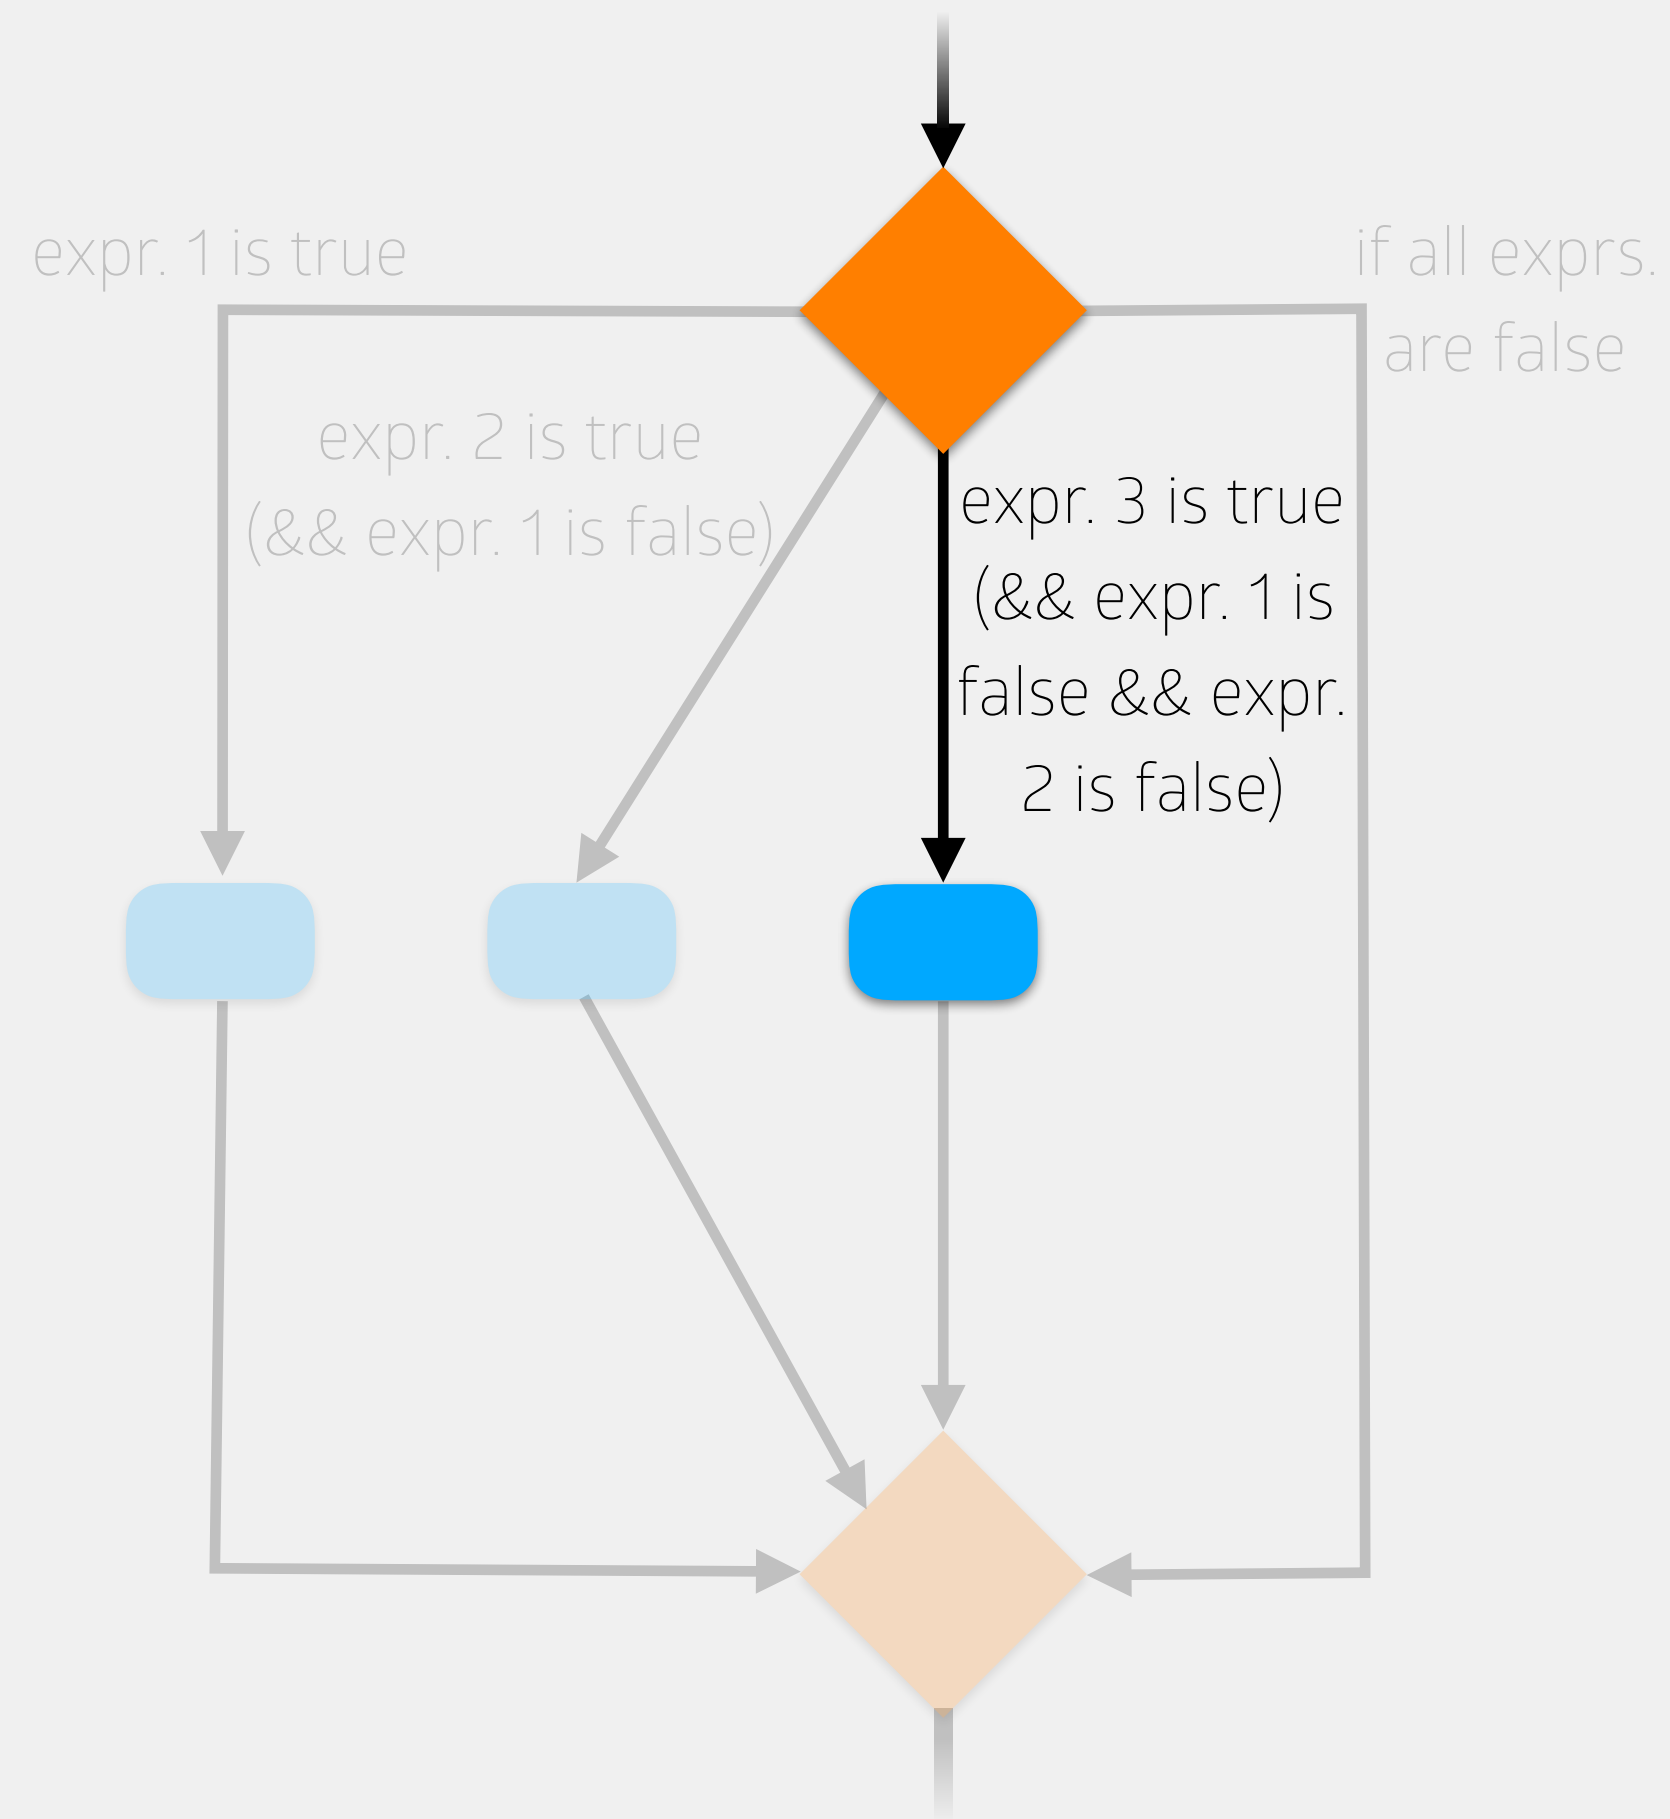 expr. 1 is true
if all exprs.
are false
expr. 2 is true
(&& expr. 1 is false)
expr. 3 is true
(&& expr. 1 is
false && expr.
2 is false)